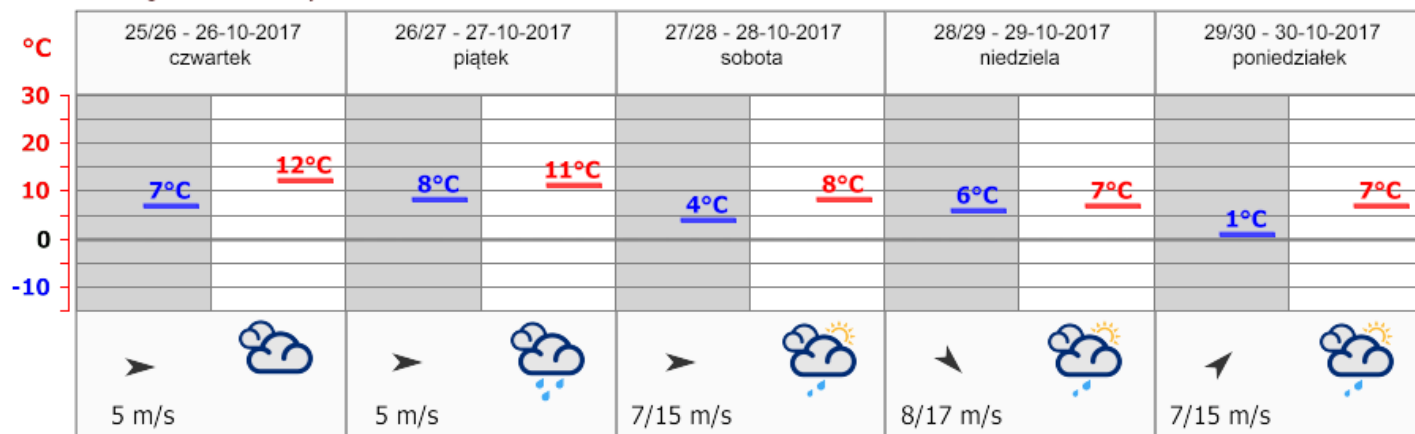 °C
25/26 - 26-10-2017
czwartek
26/27 - 27-10-2017
piątek
27/28 - 28-10-2017
sobota
28/29 - 29-10-2017
niedziela
29/30 - 30-10-2017
poniedziałek
30
20
10
0
-10
7°C
12°C
8°C
11°C
4°C
8°C
6°C
7°C
1°C
7°C
5 m/s
5 m/s
7/15 m/s
8/17 m/s
7/15 m/s